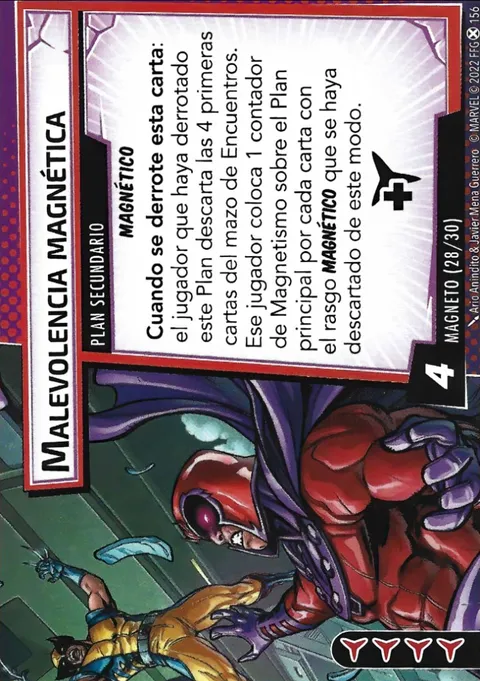 MALEVOLENCIA MAGNÉTICA
PLAN SECUNDARIO
MAGNÉTICO
Cuando se derrote esta carta:
el jugador que haya derrotado
este Plan descarta las 4 primeras
cartas del mazo de Encuentros.
Ese jugador coloca 1 contador
de Magnetismo sobre el Plan
principal por cada carta con
el rasgo MAGNÉTICO que se haya
descartado de este modo.
4
MAGNETO (28/30)
Ario Anindito & Javier Mena Guerrero © MARVEL © 2022 FFG 156